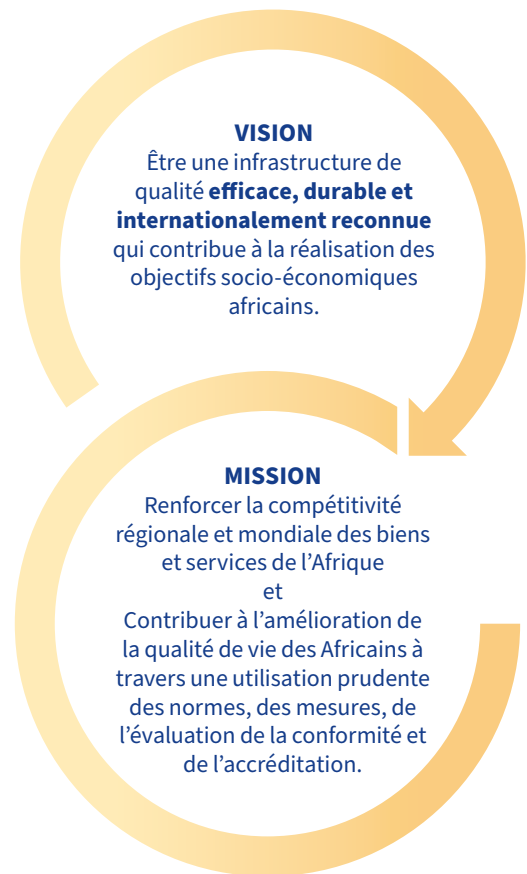 VISION
Être une infrastructure de
qualité efficace, durable et
internationalement reconnue
qui contribue à la réalisation des
objectifs socio-économiques
africains.
MISSION
Renforcer la compétitivité
régionale et mondiale des biens
et services de l’Afrique
et
Contribuer à l’amélioration de
la qualité de vie des Africains à
travers une utilisation prudente
des normes, des mesures, de
l’évaluation de la conformité et
de l’accréditation.